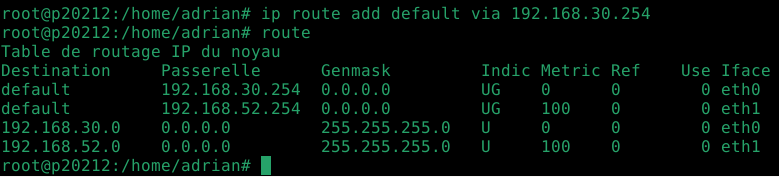 root@p20212:/home/adrian# ip route add default via 192.168.30.254
root@p20212:/home/adrian# route
Table de routage IP du noyau
Destination     Passerelle      Genmask         Indic Metric Ref    Use Iface
default         192.168.30.254  0.0.0.0         UG    0      0        0 eth0
default         192.168.52.254  0.0.0.0         UG    100    0        0 eth1
192.168.30.0    0.0.0.0         255.255.255.0   U     0      0        0 eth0
192.168.52.0    0.0.0.0         255.255.255.0   U     100    0        0 eth1
root@p20212:/home/adrian#